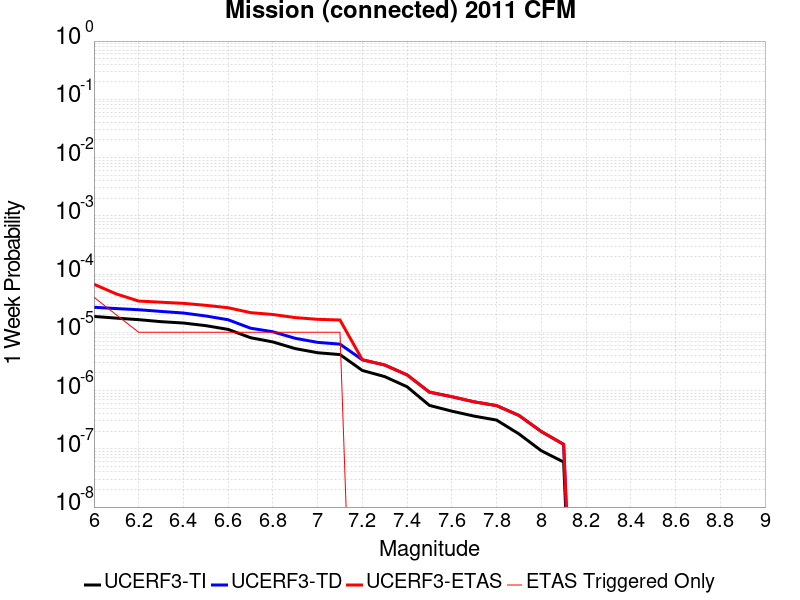 Mission (connected) 2011 CFM
10^0
10^-1
10^-2
10^-3
10^-4
10^-5
10^-6
10^-7
10^-8
1 Week Probability
6 6.2 6.4 6.6 6.8 7 7.2 7.4 7.6 7.8 8 8.2 8.4 8.6 8.8 9
Magnitude
UCERF3-TI UCERF3-TD UCERF3-ETAS ETAS Triggered Only